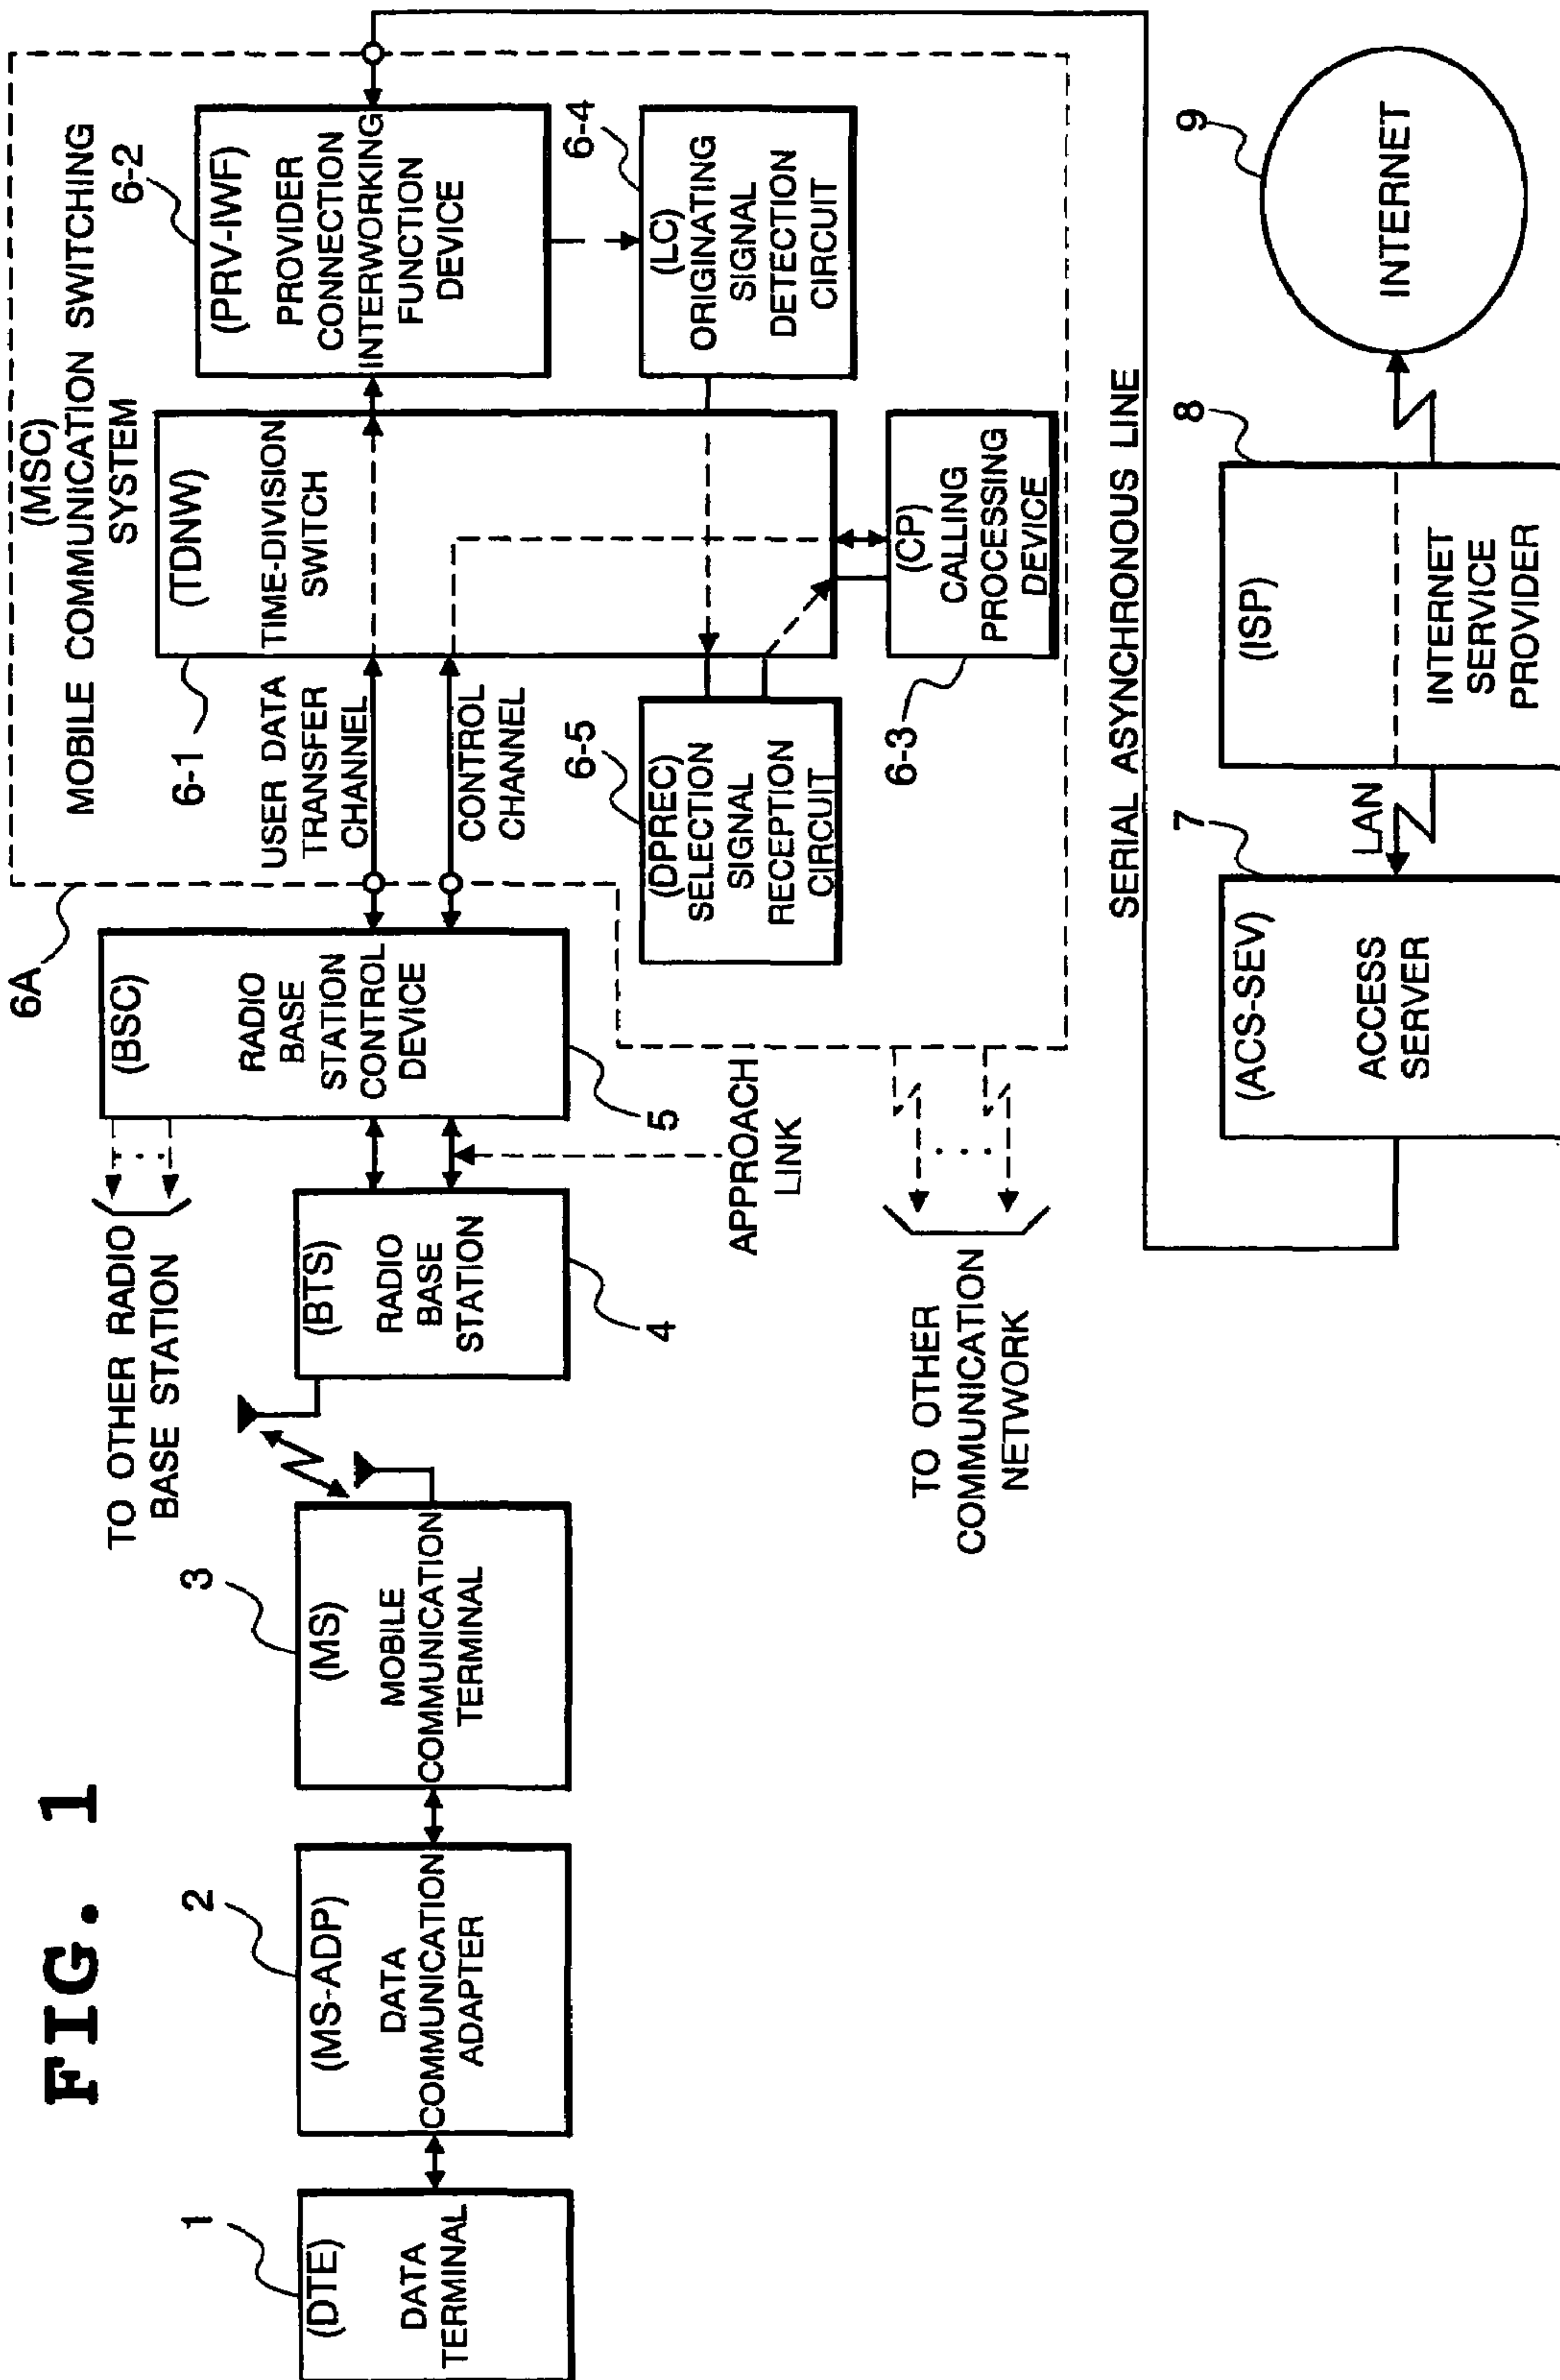 FIG. 1
1
(DTE)
DATA
TERMINAL
2
(MS-ADP)
DATA
COMMUNICATION
ADAPTER
3
(MS)
MOBILE
COMMUNICATION
TERMINAL
TO OTHER RADIO
BASE STATION
(BTS)
RADIO
BASE
STATION
4
(BSC)
RADIO
BASE
STATION
CONTROL
DEVICE
5
APPROACH
LINK
TO OTHER
COMMUNICATION
NETWORK
6A
(MSC)
MOBILE COMMUNICATION SWITCHING
SYSTEM
6-1
USER DATA
TRANSFER
CHANNEL
CONTROL
CHANNEL
(TDNW)
TIME-DIVISION
SWITCH
6-2
(PRV-IWF)
PROVIDER
CONNECTION
INTERWORKING
FUNCTION
DEVICE
6-5
(DPREC)
SELECTION
SIGNAL
RECEPTION
CIRCUIT
6-4
(LC)
ORIGINATING
SIGNAL
DETECTION
CIRCUIT
6-3
(CP)
CALLING
PROCESSING
DEVICE
SERIAL ASYNCHRONOUS LINE
7
(ACS-SEV)
ACCESS
SERVER
LAN
8
(ISP)
INTERNET
SERVICE
PROVIDER
9
INTERNET